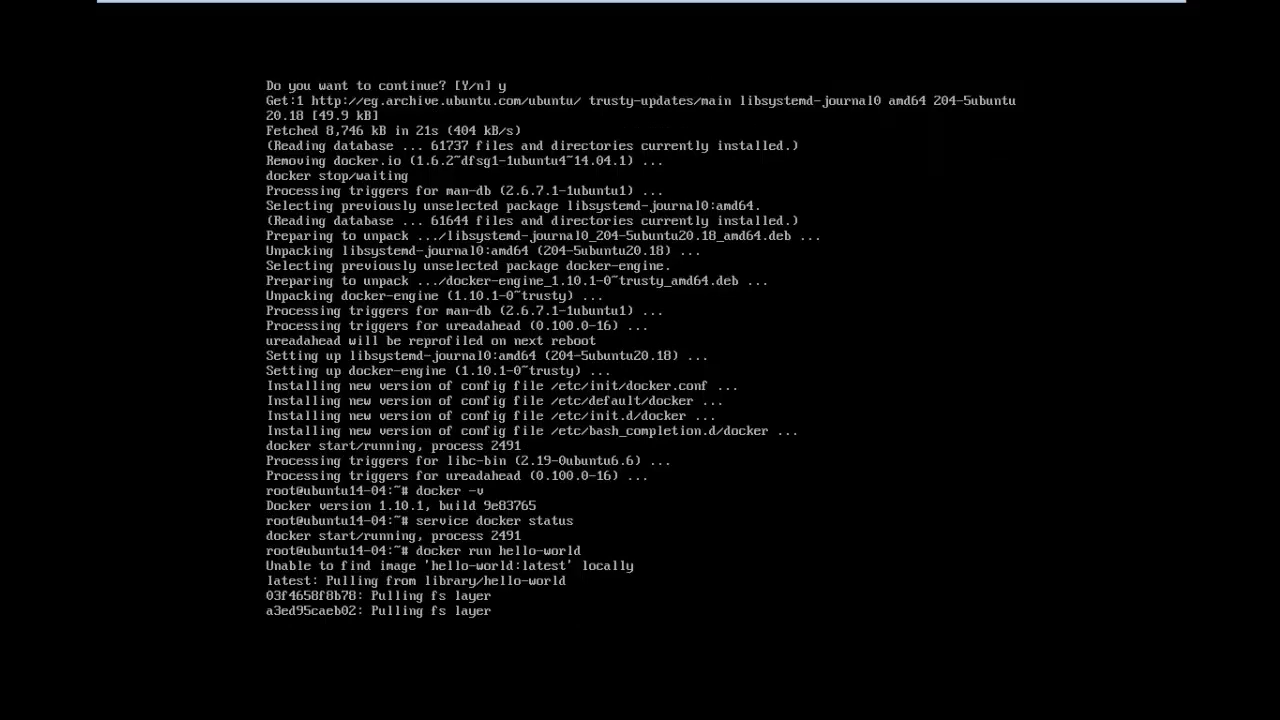 Do you want to continue? [Y/n] y
Get:1 http://eg.archive.ubuntu.com/ubuntu/ trusty-updates/main libsystemd-journal0 amd64 204-5ubuntu
20.18 [49.9 kB]
Fetched 8,746 kB in 21s (404 kB/s)
(Reading database ... 61737 files and directories currently installed.)
Removing docker.io (1.6.2~dfsg1-1ubuntu4~14.04.1) ...
docker stop/waiting
Processing triggers for man-db (2.6.7.1-1ubuntu1) ...
Selecting previously unselected package libsystemd-journal0:amd64.
(Reading database ... 61644 files and directories currently installed.)
Preparing to unpack .../libsystemd-journal0_204-5ubuntu20.18_amd64.deb ...
Unpacking libsystemd-journal0:amd64 (204-5ubuntu20.18) ...
Selecting previously unselected package docker-engine.
Preparing to unpack .../docker-engine_1.10.1-0~trusty_amd64.deb ...
Unpacking docker-engine (1.10.1-0~trusty) ...
Processing triggers for man-db (2.6.7.1-1ubuntu1) ...
Processing triggers for ureadahead (0.100.0-16) ...
ureadahead will be reprofiled on next reboot
Setting up libsystemd-journal0:amd64 (204-5ubuntu20.18) ...
Setting up docker-engine (1.10.1-0~trusty) ...
Installing new version of config file /etc/init/docker.conf ...
Installing new version of config file /etc/default/docker ...
Installing new version of config file /etc/init.d/docker ...
Installing new version of config file /etc/bash_completion.d/docker ...
docker start/running, process 2491
Processing triggers for libc-bin (2.19-0ubuntu6.6) ...
Processing triggers for ureadahead (0.100.0-16) ...
root@ubuntu14-04:~# docker -v
Docker version 1.10.1, build 9e83765
root@ubuntu14-04:~# service docker status
docker start/running, process 2491
root@ubuntu14-04:~# docker run hello-world
Unable to find image 'hello-world:latest' locally
latest: Pulling from library/hello-world
03f4658f8b78: Pulling fs layer
a3ed95caeb02: Pulling fs layer